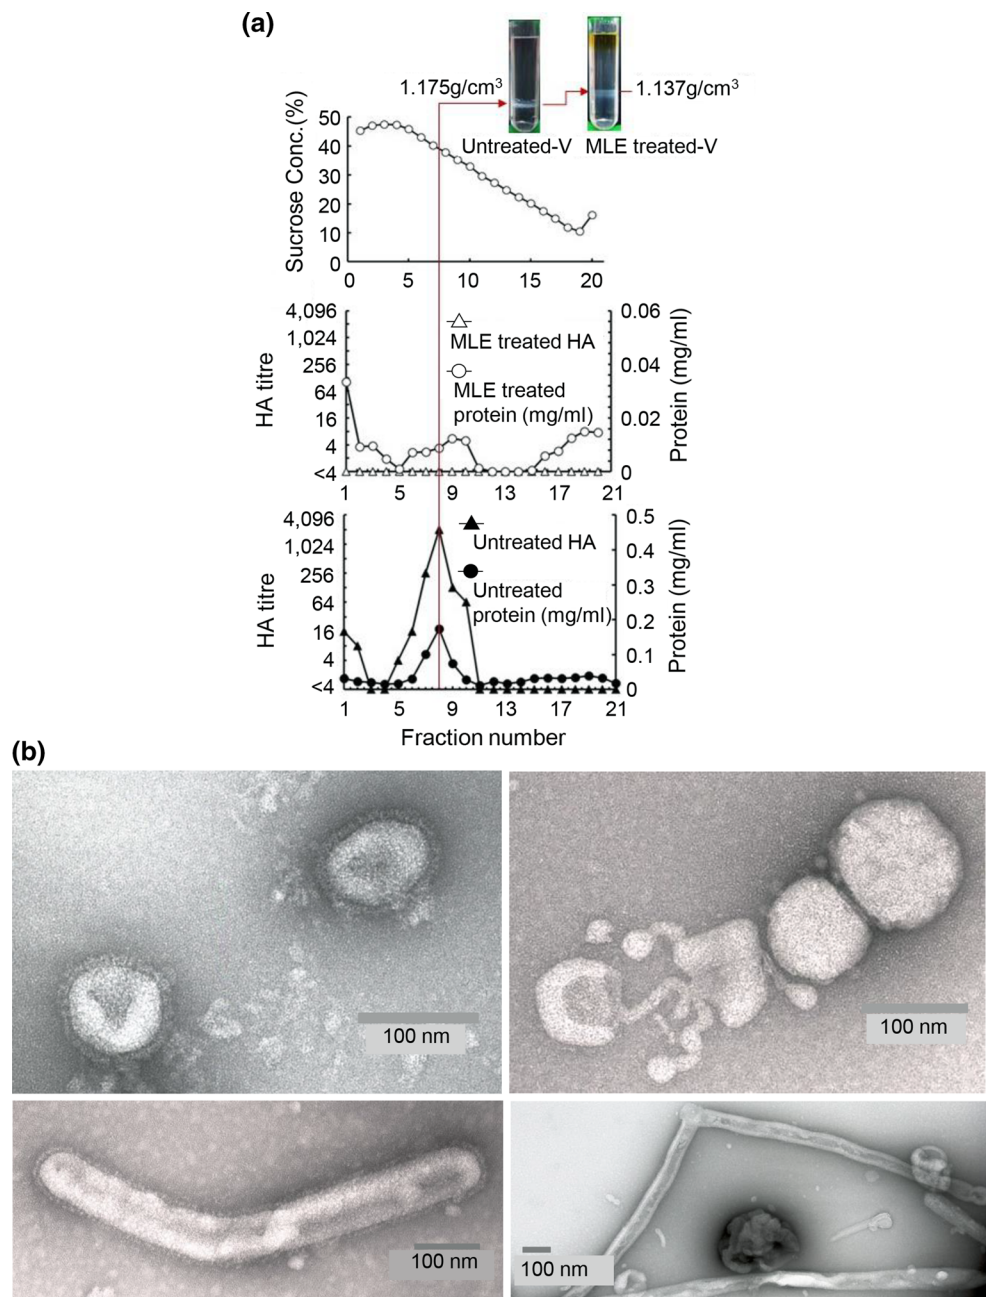 (a)
1.175g/cm3
1.137g/cm3
Untreated-V
MLE treated-V
Sucrose Conc.(%)
50
40
30
20
10
0
0 5 10 15 20
HA titre
4,096
1,024
256
64
16
4
<4
MLE treated HA
MLE treated
protein (mg/ml)
0.06
0.04
0.02
0
Protein (mg/ml)
1 5 9 13 17 21
HA titre
4,096
1,024
256
64
16
4
<4
Untreated HA
Untreated
protein (mg/ml)
0.5
0.4
0.3
0.2
0.1
0
Protein (mg/ml)
1 5 9 13 17 21
Fraction number
(b)
100 nm
100 nm
100 nm
100 nm